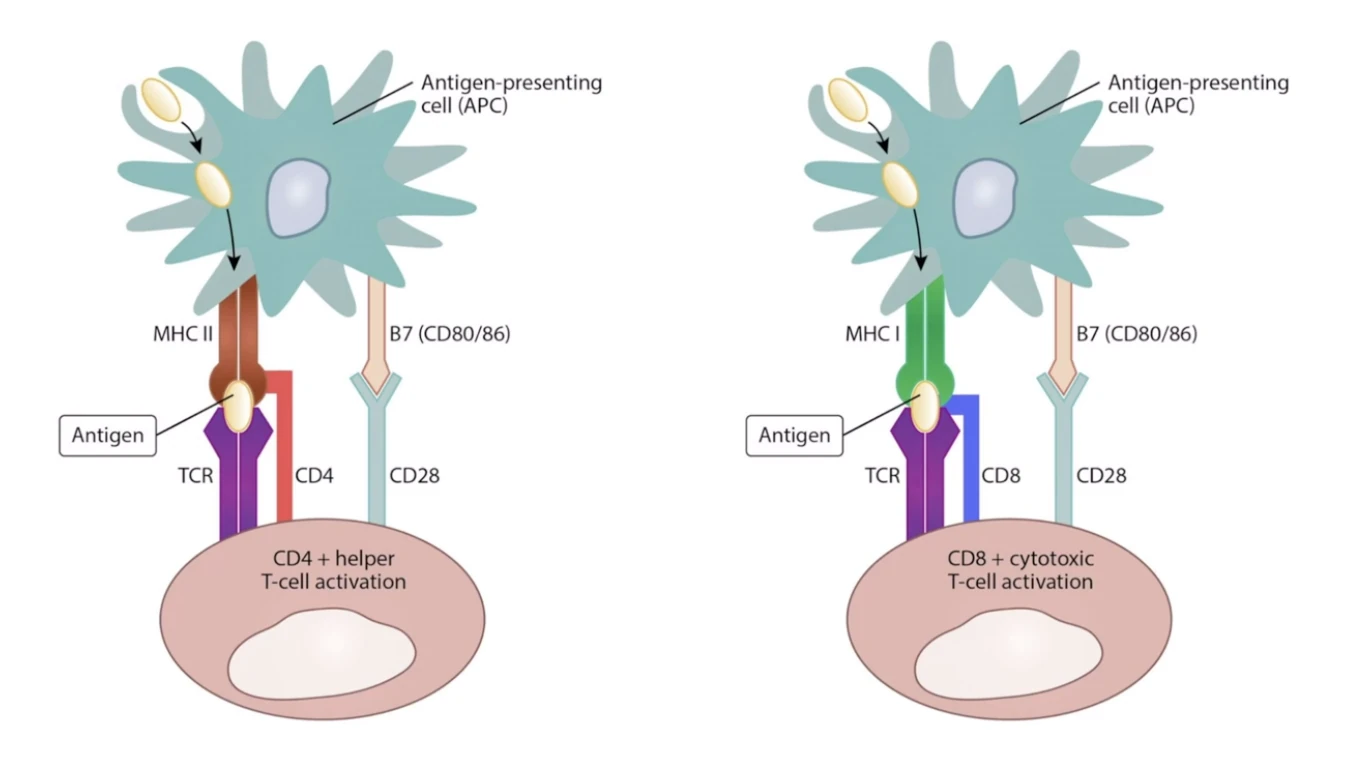 Antigen-presenting
cell (APC)
MHC II
B7 (CD80/86)
Antigen
TCR
CD4
CD28
CD4 + helper
T-cell activation
Antigen-presenting
cell (APC)
MHC I
B7 (CD80/86)
Antigen
TCR
CD8
CD28
CD8 + cytotoxic
T-cell activation